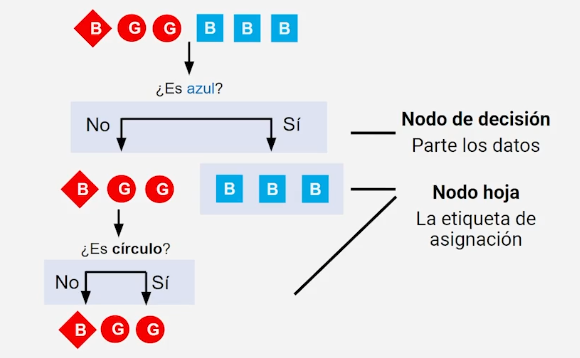 B G G B B B
¿Es azul?
No Sí
Nodo de decisión
Parte los datos
B G G B B B
Nodo hoja
La etiqueta de
asignación
¿Es círculo?
No Sí
B G G